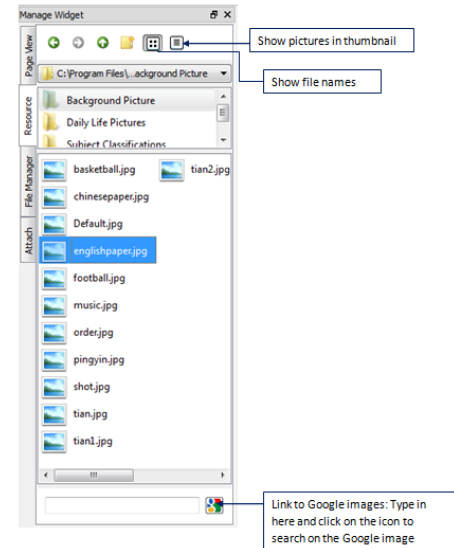 Manage Widget
Page View
Resource
File Manager
Attach
C:\Program Files\...ackground Picture
Background Picture
Daily Life Pictures
Subject Classifications
basketball.jpg
chinesepaper.jpg
Default.jpg
englishpaper.jpg
football.jpg
music.jpg
order.jpg
pingyin.jpg
shot.jpg
tian.jpg
tian1.jpg
tian2.jpg
Show pictures in thumbnail
Show file names
Link to Google images: Type in
here and click on the icon to
search on the Google image